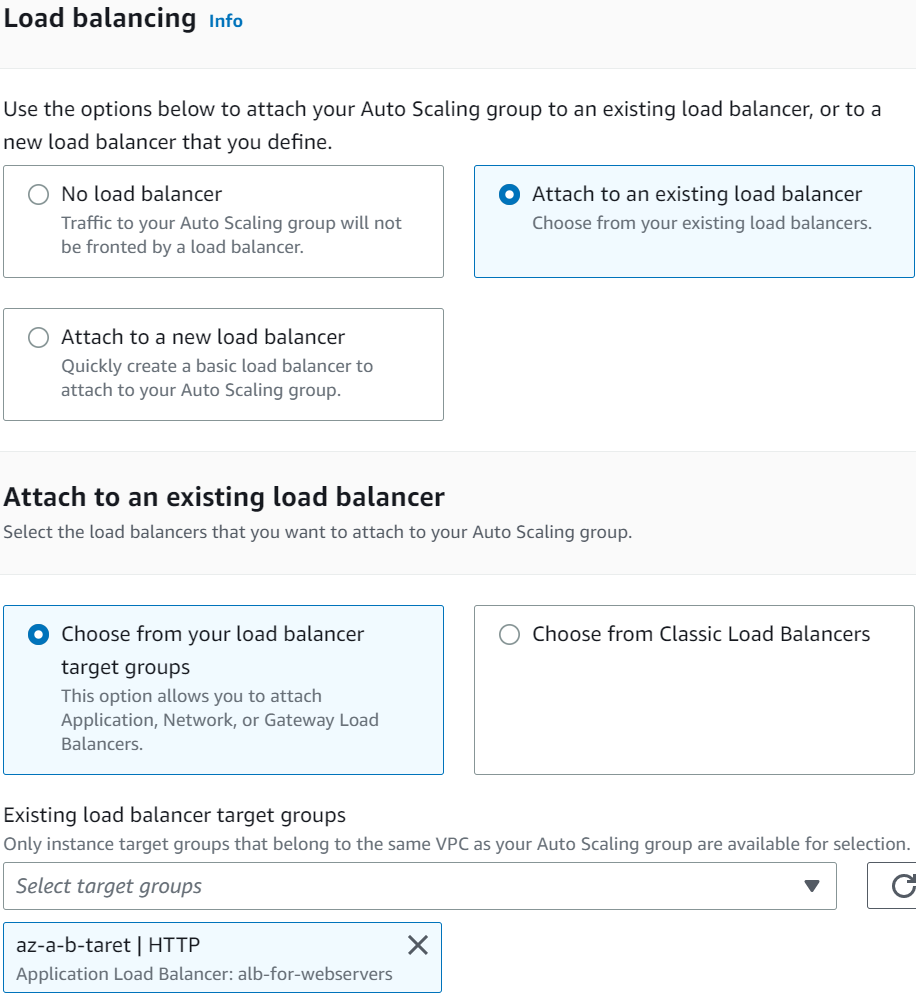 Load balancing Info
Use the options below to attach your Auto Scaling group to an existing load balancer, or to a
new load balancer that you define.
No load balancer
Traffic to your Auto Scaling group will not
be fronted by a load balancer.
Attach to an existing load balancer
Choose from your existing load balancers.
Attach to a new load balancer
Quickly create a basic load balancer to
attach to your Auto Scaling group.
Attach to an existing load balancer
Select the load balancers that you want to attach to your Auto Scaling group.
Choose from your load balancer
target groups
This option allows you to attach
Application, Network, or Gateway Load
Balancers.
Choose from Classic Load Balancers
Existing load balancer target groups
Only instance target groups that belong to the same VPC as your Auto Scaling group are available for selection.
Select target groups
az-a-b-taret | HTTP
Application Load Balancer: alb-for-webservers